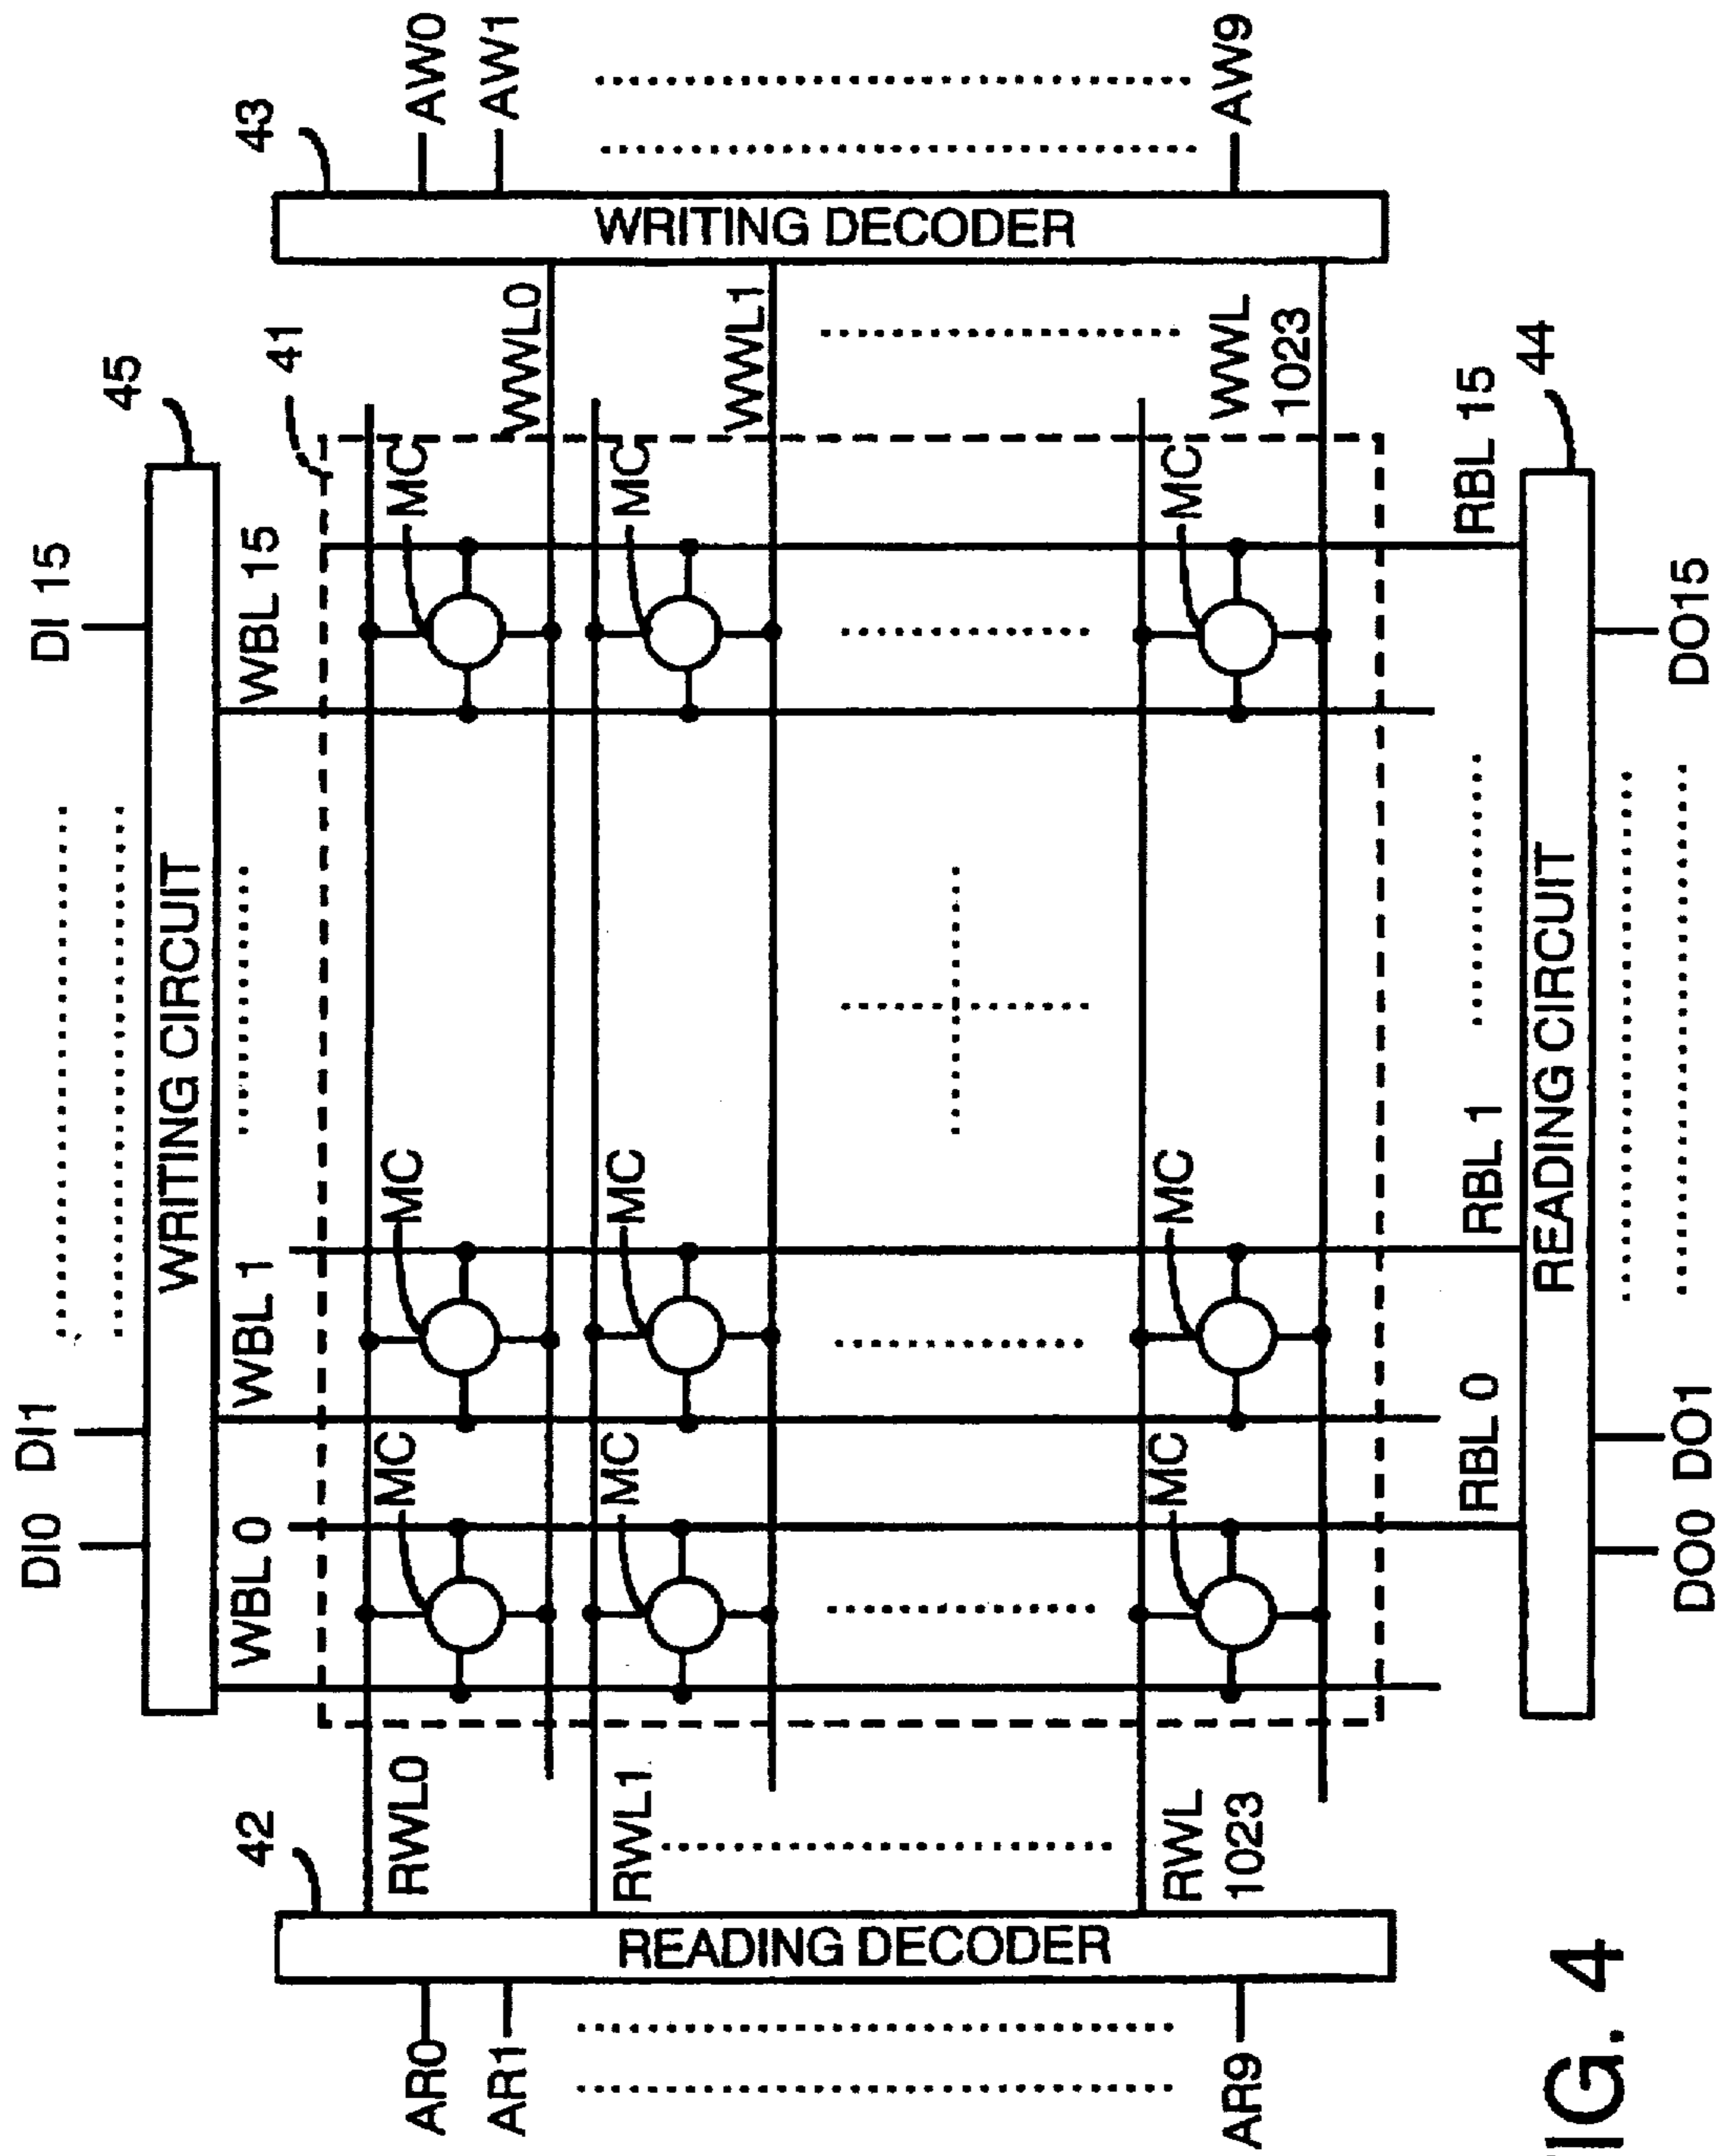 DI0 DI1 DI 15
45
WRITING CIRCUIT
WBL 0 WBL 1 WBL 15
41
42 43
RWL0 MC MC MC WWL0
AR0 AW0
AR1 AW1
RWL1 MC MC MC WWL1
READING DECODER WRITING DECODER
RWL MC MC MC WWL
1023 1023
AR9 AW9
RBL 0 RBL 1 RBL 15
44
READING CIRCUIT
DO0 DO1 DO15
IG. 4